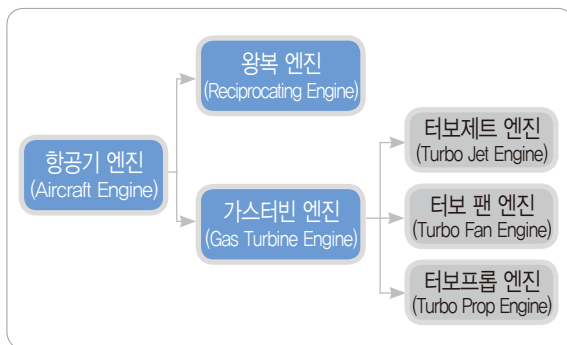 왕복 엔진
(Reciprocating Engine)
항공기 엔진
(Aircraft Engine)
가스터빈 엔진
(Gas Turbine Engine)
터보제트 엔진
(Turbo Jet Engine)
터보 팬 엔진
(Turbo Fan Engine)
터보프롭 엔진
(Turbo Prop Engine)